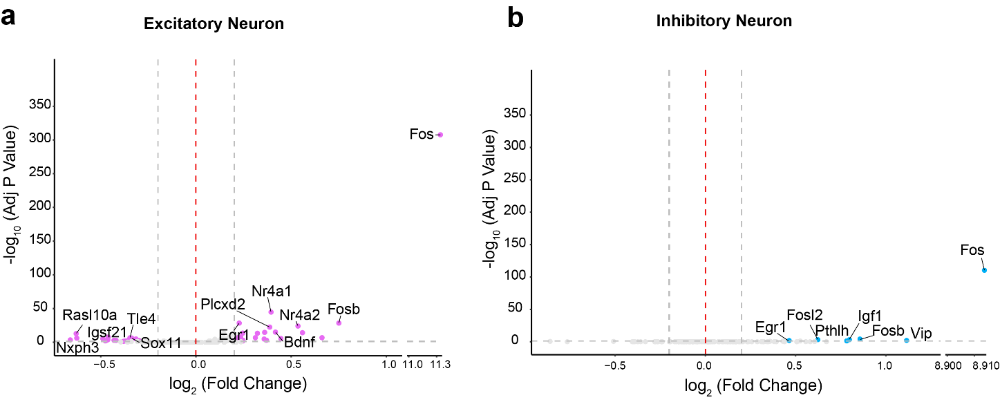 a
Excitatory Neuron
-log10 (Adj P Value)
350
300
250
200
150
100
50
0
Fos
Nr4a1
Plcxd2
Nr4a2
Fosb
Rasl10a
Tle4
Igsf21
Egr1
Bdnf
Sox11
Nxph3
−0.5
0.0
0.5
1.0
11.0
11.3
log2 (Fold Change)
b
Inhibitory Neuron
-log10 (Adj P Value)
350
300
250
200
150
100
50
0
Fos
Egr1
Fosl2
Pthlh
Igf1
Fosb
Vip
−0.5
0.0
0.5
1.0
8.900
8.910
log2 (Fold Change)